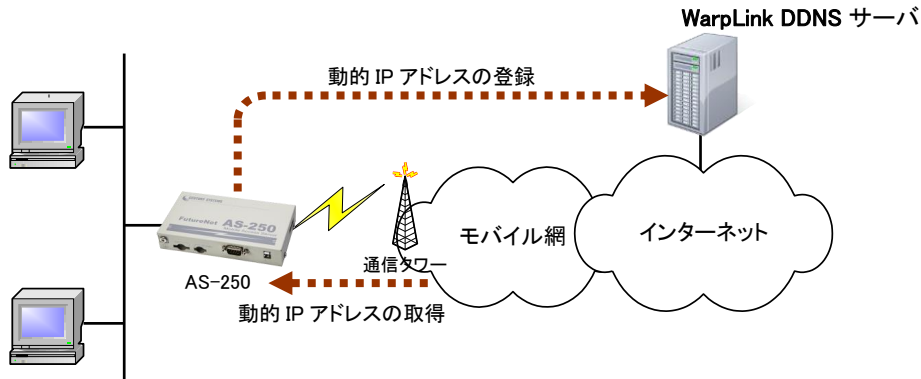 WarpLink DDNS サーバ
動的 IP アドレスの登録
FutureNet AS-250
モバイル網
インターネット
通信タワー
AS-250
動的 IP アドレスの取得